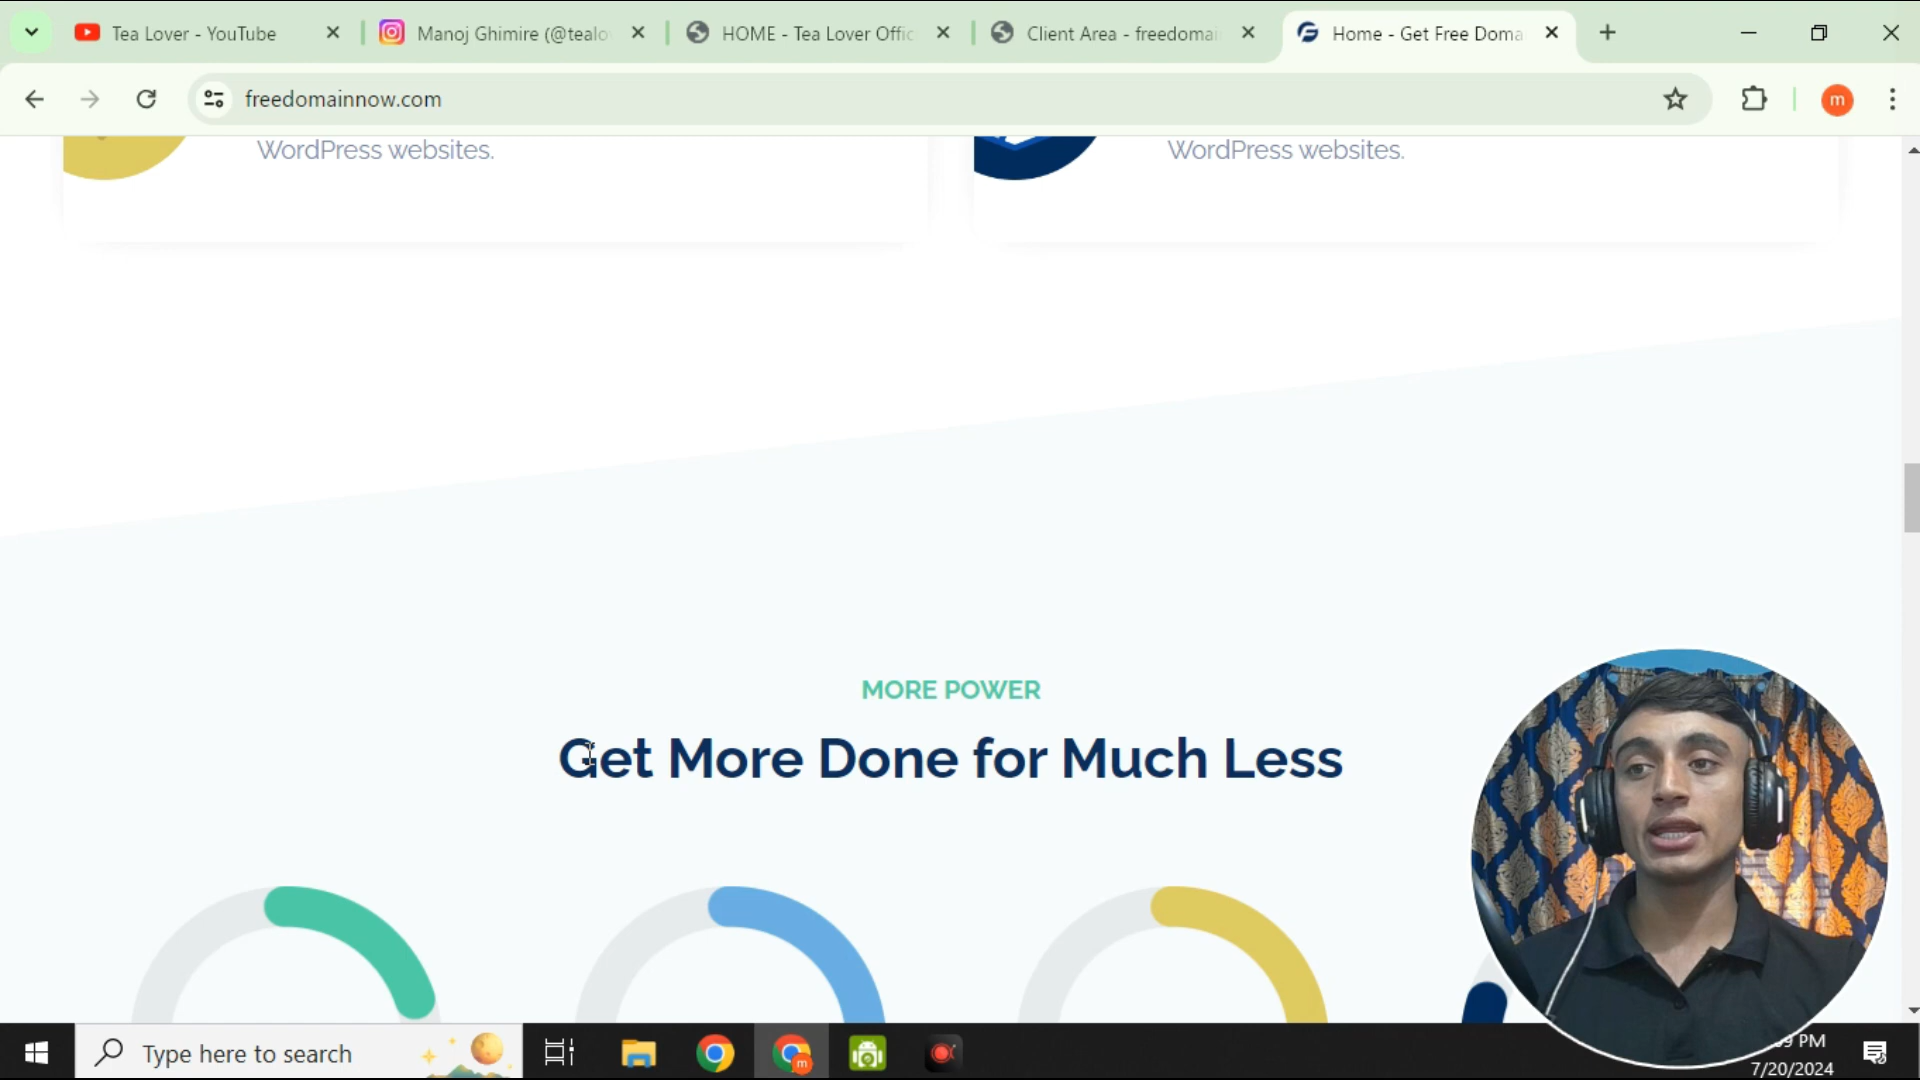 Tea Lover - YouTube
Manoj Ghimire (@tealo
HOME - Tea Lover Offic
Client Area - freedomai
Home - Get Free Doma
freedomainnow.com
m
WordPress websites.
WordPress websites.
MORE POWER
Get More Done for Much Less
Type here to search
m
9 PM
7/20/2024